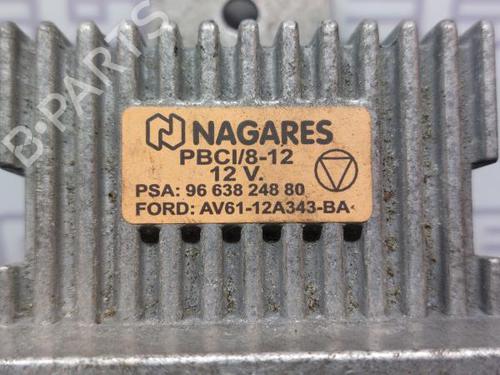 NAGARES
PBCI/8-12
12 V.
PSA: 96 638 248 80
FORD: AV61-12A343-BA
B-PARTS